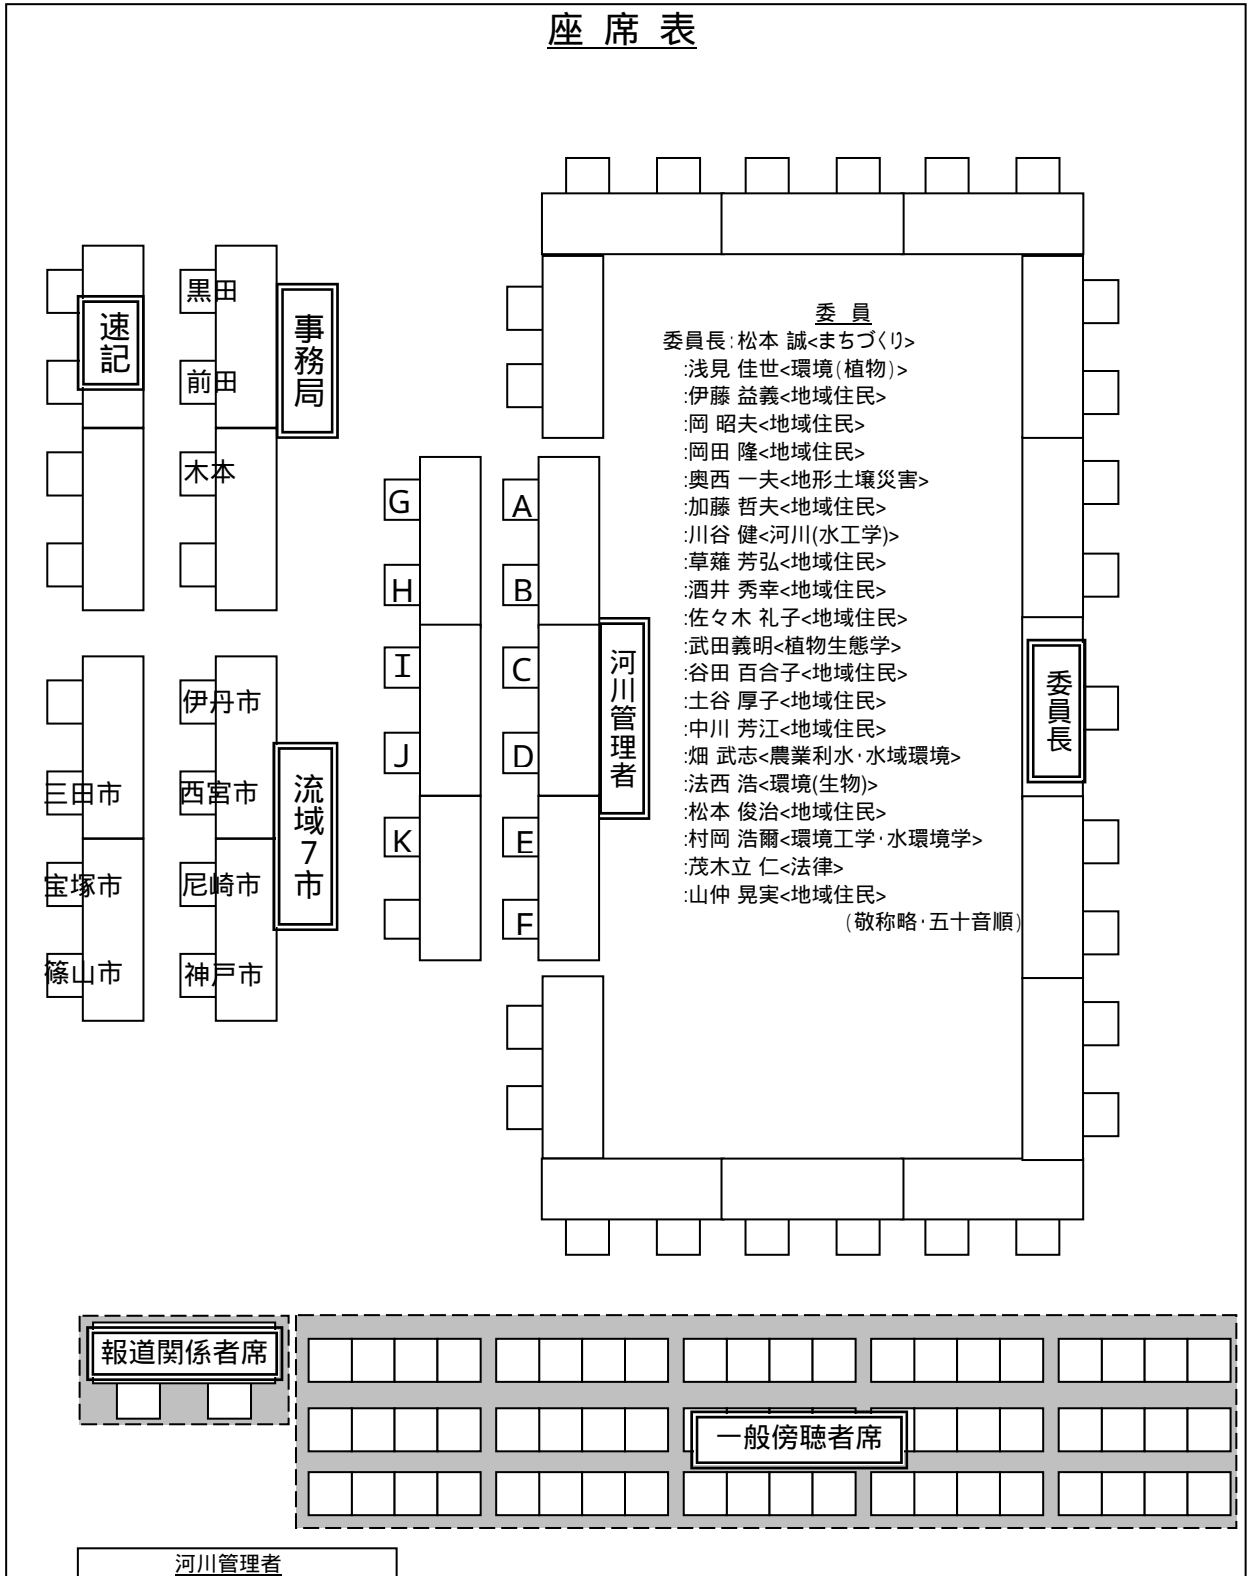 座 席 表
速記
黒田
前田
木本
事務局
G
H
I
J
K
A
B
C
D
E
F
河川管理者
伊丹市
三田市
西宮市
宝塚市
尼崎市
篠山市
神戸市
流域7市
委 員
委員長:松本 誠<まちづくり>
:浅見 佳世<環境(植物)>
:伊藤 益義<地域住民>
:岡 昭夫<地域住民>
:岡田 隆<地域住民>
:奥西 一夫<地形土壌災害>
:加藤 哲夫<地域住民>
:川谷 健<河川(水工学)>
:草薙 芳弘<地域住民>
:酒井 秀幸<地域住民>
:佐々木 礼子<地域住民>
:武田義明<植物生態学>
:谷田 百合子<地域住民>
:土谷 厚子<地域住民>
:中川 芳江<地域住民>
:畑 武志<農業利水・水域環境>
:法西 浩<環境(生物)>
:松本 俊治<地域住民>
:村岡 浩爾<環境工学・水環境学>
:茂木立 仁<法律>
:山仲 晃実<地域住民>
(敬称略・五十音順)
委員長
報道関係者席
一般傍聴者席
河川管理者